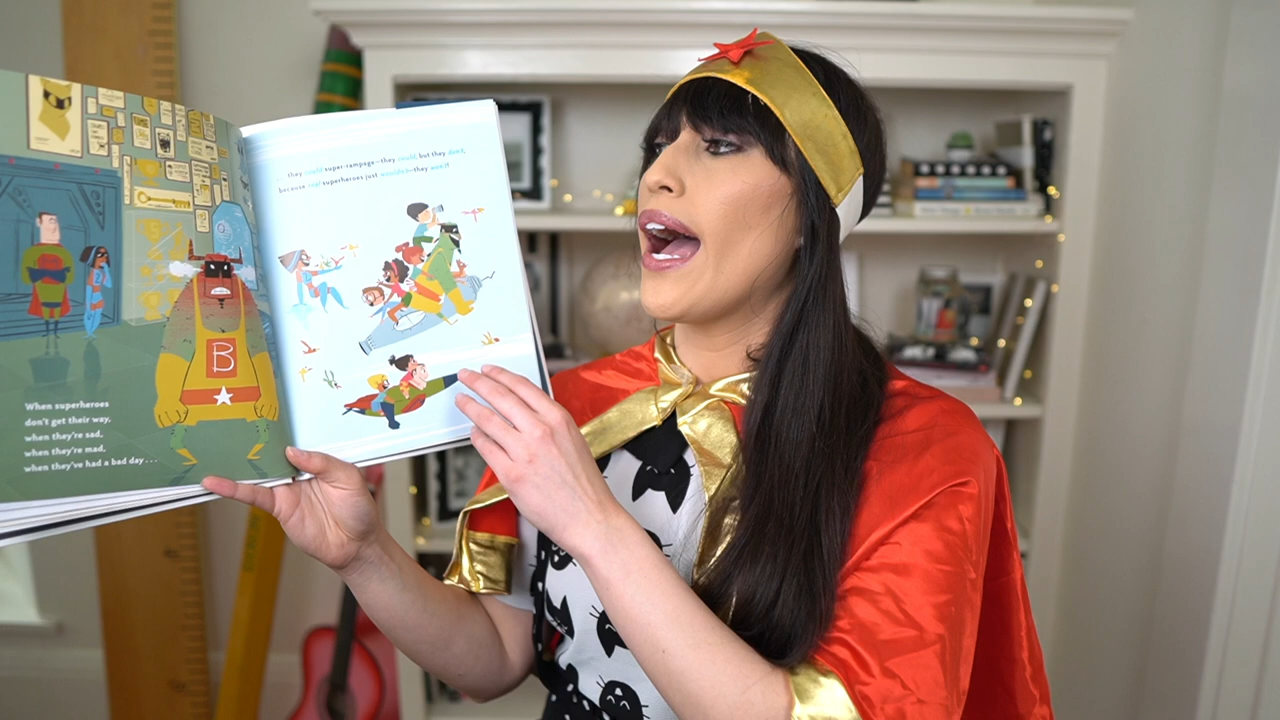 When superheroes
don't get their way,
when they're sad,
when they're mad,
when they've had a bad day...
B
they could super-rampage—they could, but they don't,
because real superheroes just wouldn't—they won't!